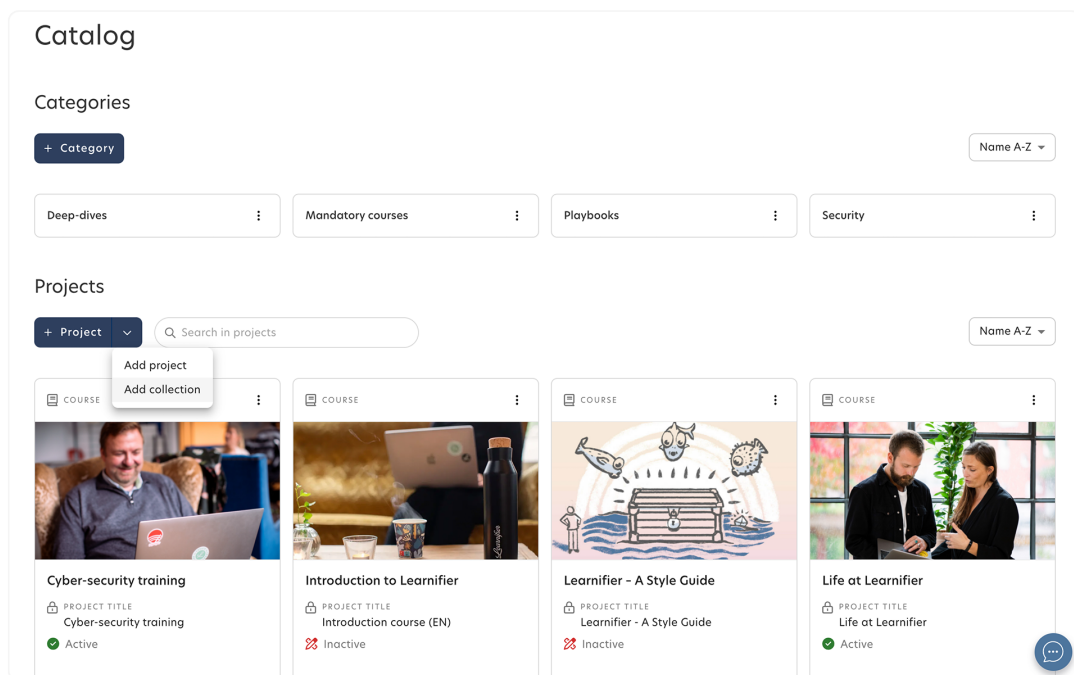 Catalog
Categories
+ Category
Name A-Z
Deep-dives
Mandatory courses
Playbooks
Security
Projects
+ Project
Search in projects
Name A-Z
Add project
Add collection
COURSE
COURSE
COURSE
COURSE
Learnifier
Cyber-security training
Introduction to Learnifier
Learnifier – A Style Guide
Life at Learnifier
PROJECT TITLE
PROJECT TITLE
PROJECT TITLE
PROJECT TITLE
Cyber-security training
Introduction course (EN)
Learnifier - A Style Guide
Life at Learnifier
Active
Inactive
Inactive
Active